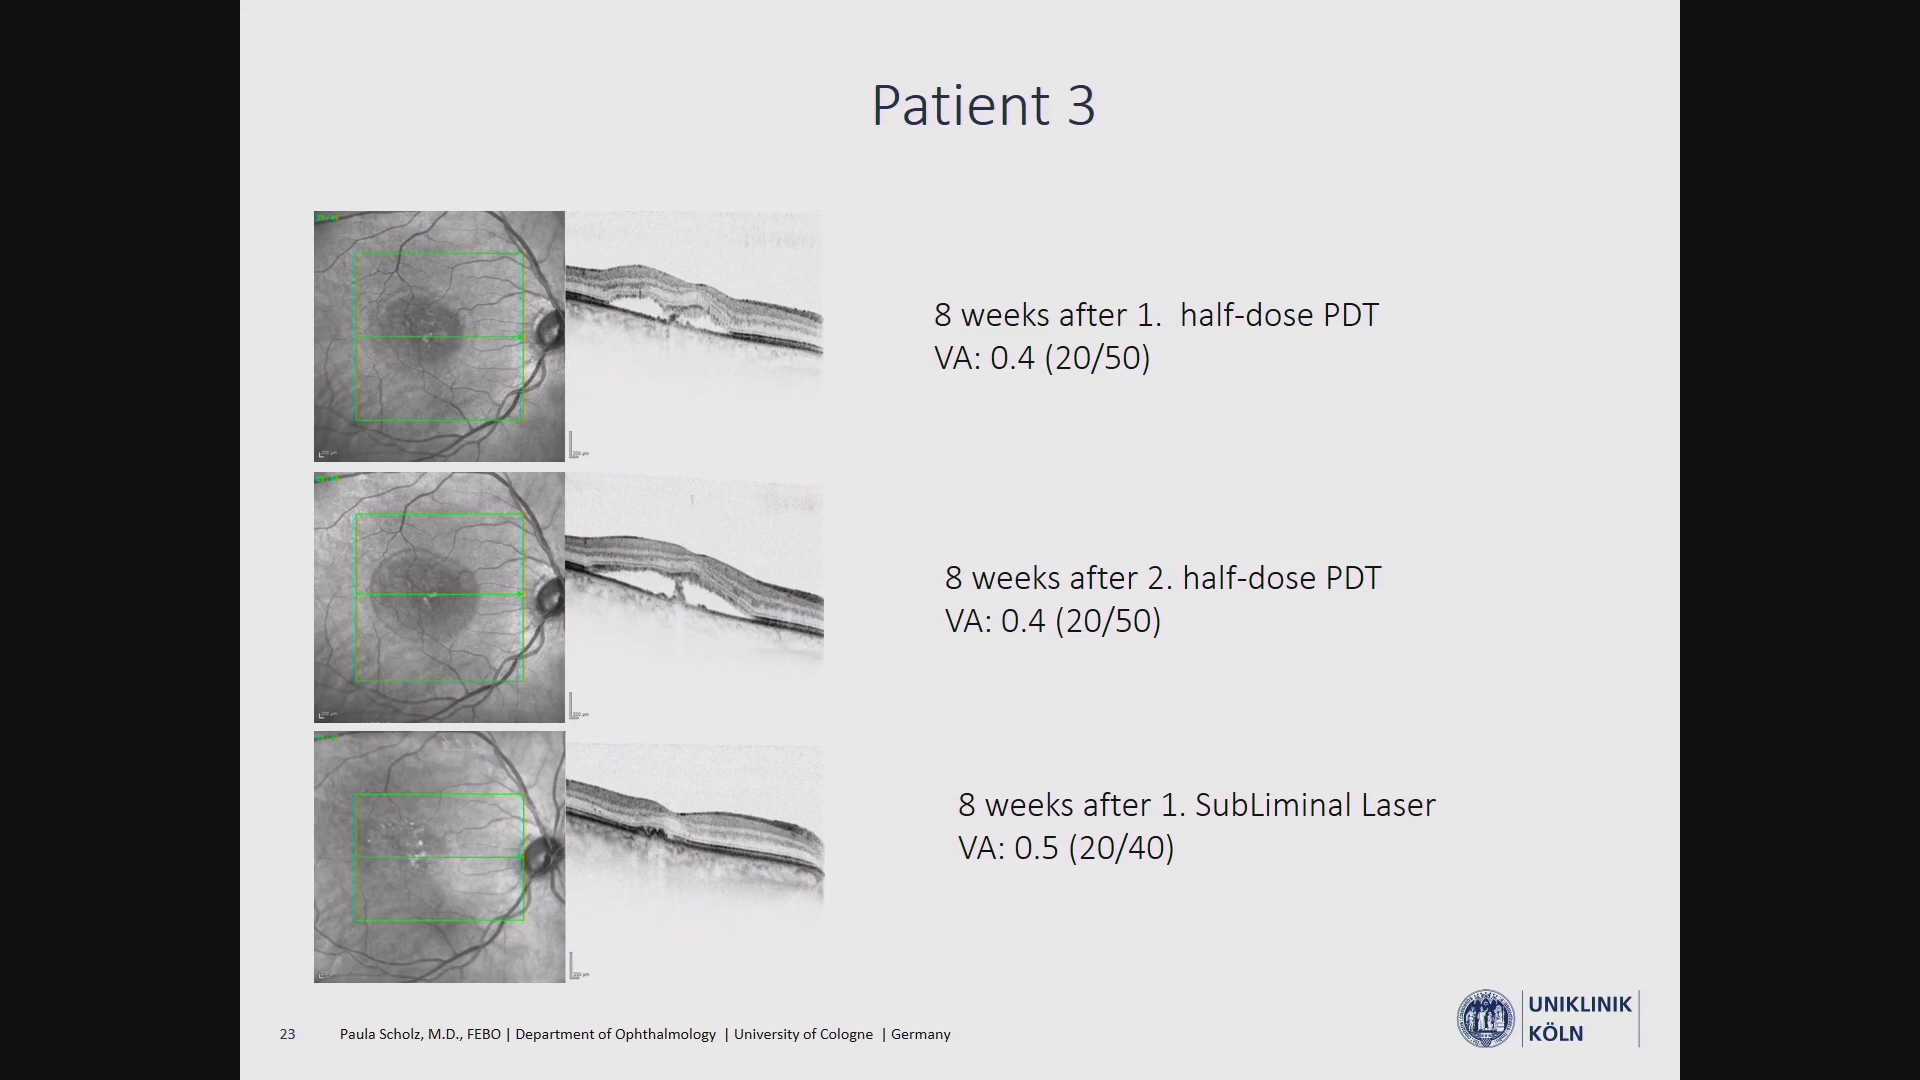 Patient 3
8 weeks after 1. half-dose PDT
VA: 0.4 (20/50)
8 weeks after 2. half-dose PDT
VA: 0.4 (20/50)
8 weeks after 1. SubLiminal Laser
VA: 0.5 (20/40)
23 Paula Scholz, M.D., FEBO | Department of Ophthalmology | University of Cologne | Germany
UNIKLINIK
KÖLN